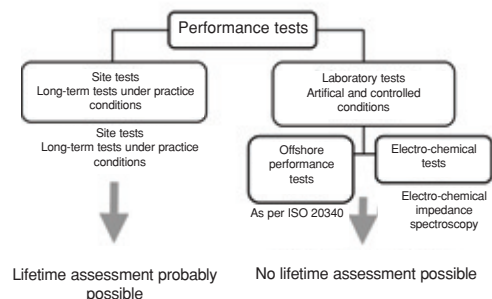 Performance tests
Site tests
Long-term tests under practice
conditions
Laboratory tests
Artifical and controlled
conditions
Site tests
Long-term tests under practice
conditions
Offshore
performance
tests
Electro-chemical
tests
As per ISO 20340
Electro-chemical
impedance
spectroscopy
Lifetime assessment probably
possible
No lifetime assessment possible